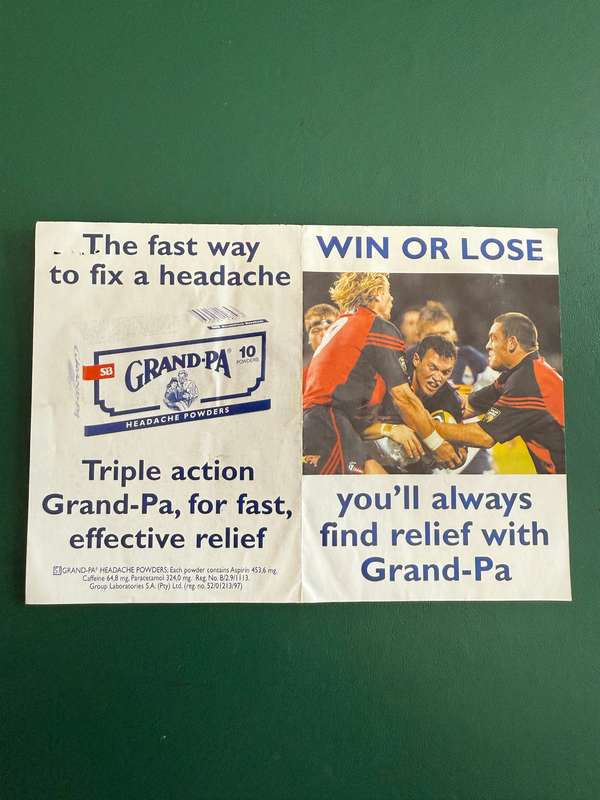 The fast way
to fix a headache
SB
GRAND-PA®
10
POWDERS
HEADACHE POWDERS
Triple action
Grand-Pa, for fast,
effective relief
SB GRAND-PA® HEADACHE POWDERS; Each powder contains Aspirin 453,6 mg,
Caffeine 64,8 mg, Paracetamol 324,0 mg. Reg. No. B/2.9/1113.
Group Laboratories S.A. (Pty) Ltd. (reg. no. 52/01213/97)
WIN OR LOSE
you'll always
find relief with
Grand-Pa